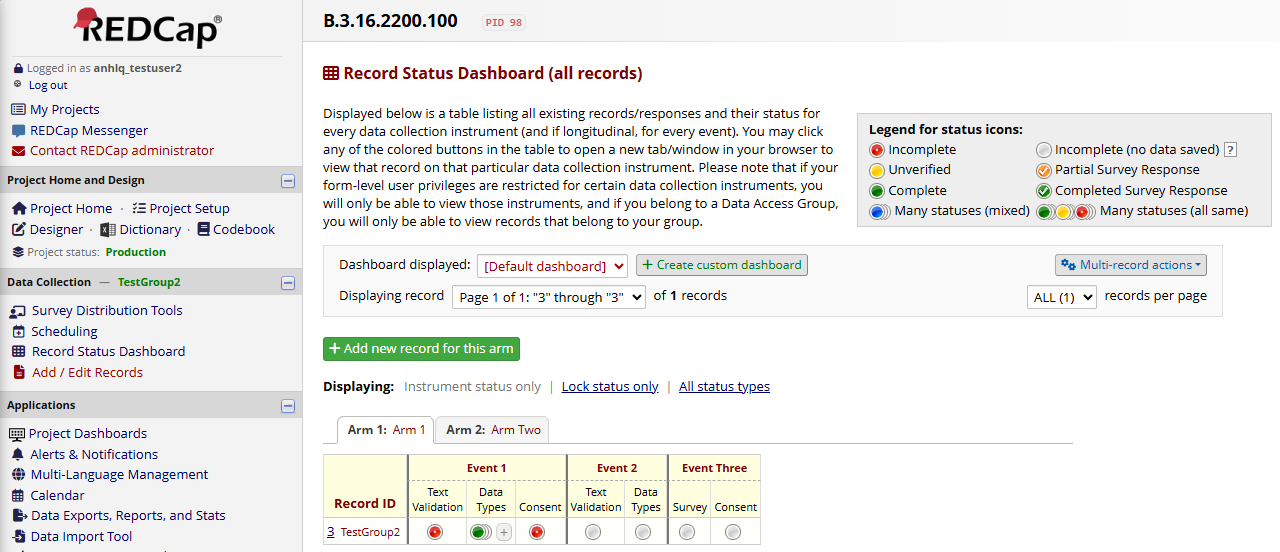 REDCap®
Logged in as anhlq_testuser2
Log out
My Projects
REDCap Messenger
Contact REDCap administrator
Project Home and Design
Project Home · Project Setup
Designer · Dictionary · Codebook
Project status: Production
Data Collection — TestGroup2
Survey Distribution Tools
Scheduling
Record Status Dashboard
Add / Edit Records
Applications
Project Dashboards
Alerts & Notifications
Multi-Language Management
Calendar
Data Exports, Reports, and Stats
Data Import Tool
B.3.16.2200.100 PID 98
Record Status Dashboard (all records)
Displayed below is a table listing all existing records/responses and their status for
every data collection instrument (and if longitudinal, for every event). You may click
any of the colored buttons in the table to open a new tab/window in your browser to
view that record on that particular data collection instrument. Please note that if your
form-level user privileges are restricted for certain data collection instruments, you
will only be able to view those instruments, and if you belong to a Data Access Group,
you will only be able to view records that belong to your group.
Legend for status icons:
Incomplete Incomplete (no data saved) ?
Unverified Partial Survey Response
Complete Completed Survey Response
Many statuses (mixed) Many statuses (all same)
Dashboard displayed: [Default dashboard] + Create custom dashboard Multi-record actions
Displaying record Page 1 of 1: "3" through "3" of 1 records ALL (1) records per page
+ Add new record for this arm
Displaying: Instrument status only | Lock status only | All status types
Arm 1: Arm 1 Arm 2: Arm Two
Event 1 Event 2 Event Three
Record ID Text Validation Data Types Consent Text Validation Data Types Survey Consent
3 TestGroup2 +